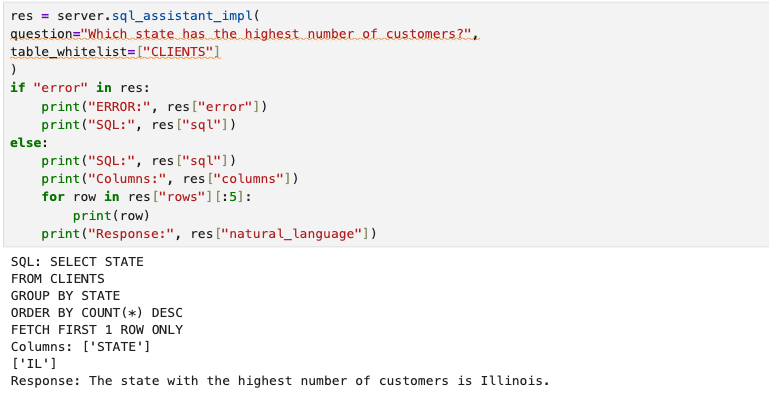 res = server.sql_assistant_impl(
question="Which state has the highest number of customers?",
table_whitelist=["CLIENTS"]
)
if "error" in res:
    print("ERROR:", res["error"])
    print("SQL:", res["sql"])
else:
    print("SQL:", res["sql"])
    print("Columns:", res["columns"])
    for row in res["rows"][:5]:
        print(row)
    print("Response:", res["natural_language"])
SQL: SELECT STATE
FROM CLIENTS
GROUP BY STATE
ORDER BY COUNT(*) DESC
FETCH FIRST 1 ROW ONLY
Columns: ['STATE']
['IL']
Response: The state with the highest number of customers is Illinois.